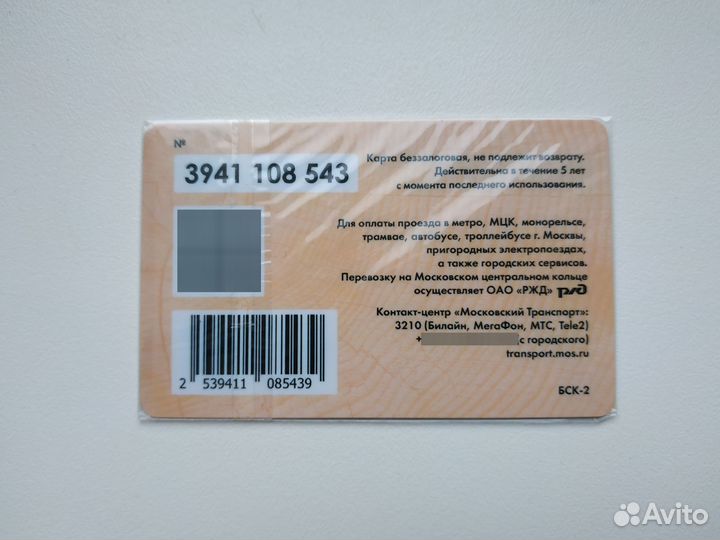 №
3941 108 543
Карта беззалоговая, не подлежит возврату.
Действительна в течение 5 лет
с момента последнего использования.
Для оплаты проезда в метро, МЦК, монорельсе,
трамвае, автобусе, троллейбусе г. Москвы,
пригородных электропоездах,
а также городских сервисов.
Перевозку на Московском центральном кольце
осуществляет ОАО «РЖД» ржд
Контакт-центр «Московский Транспорт»:
3210 (Билайн, МегаФон, МТС, Tele2)
+ (с городского)
transport.mos.ru
2 539411 085439
БСК-2
Avito